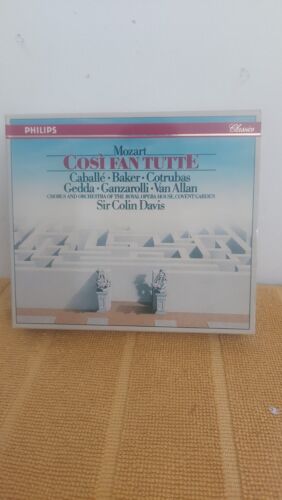 PHILIPS Classics
Mozart
COSÌ FAN TUTTE
Caballé • Baker • Cotrubas
Gedda • Ganzarolli • Van Allan
CHORUS AND ORCHESTRA OF THE ROYAL OPERA HOUSE, COVENT GARDEN
Sir Colin Davis